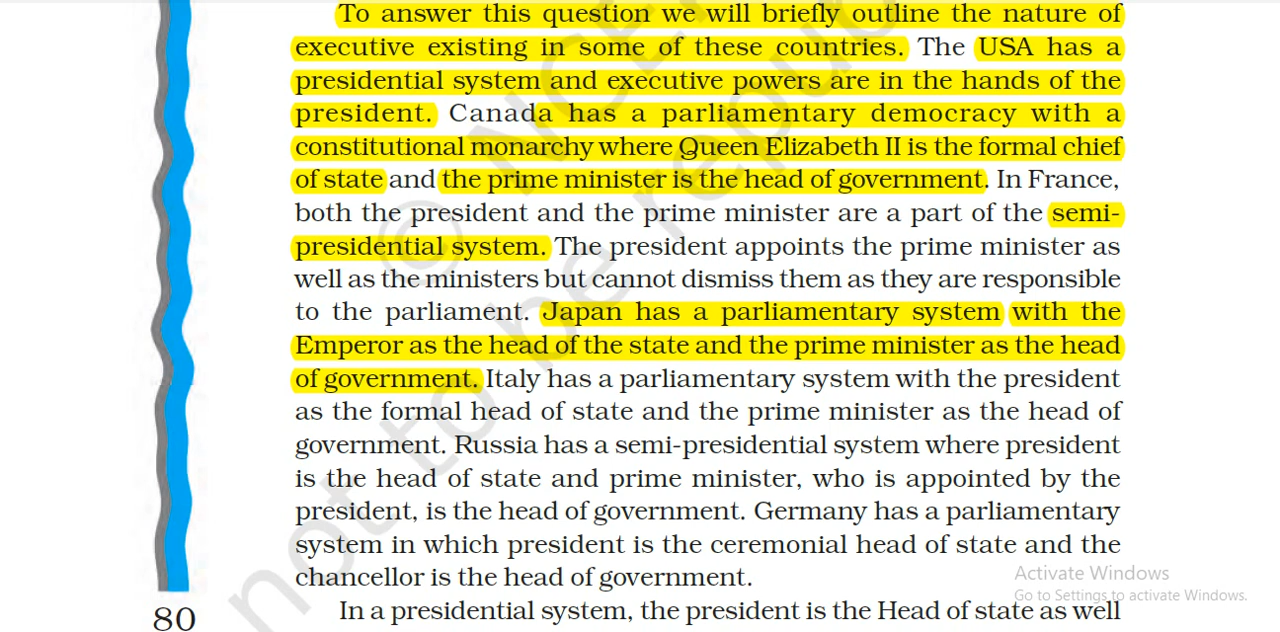 To answer this question we will briefly outline the nature of
executive existing in some of these countries. The USA has a
presidential system and executive powers are in the hands of the
president. Canada has a parliamentary democracy with a
constitutional monarchy where Queen Elizabeth II is the formal chief
of state and the prime minister is the head of government. In France,
both the president and the prime minister are a part of the semi-
presidential system. The president appoints the prime minister as
well as the ministers but cannot dismiss them as they are responsible
to the parliament. Japan has a parliamentary system with the
Emperor as the head of the state and the prime minister as the head
of government. Italy has a parliamentary system with the president
as the formal head of state and the prime minister as the head of
government. Russia has a semi-presidential system where president
is the head of state and prime minister, who is appointed by the
president, is the head of government. Germany has a parliamentary
system in which president is the ceremonial head of state and the
chancellor is the head of government.
In a presidential system, the president is the Head of state as well
80
Activate Windows
Go to Settings to activate Windows.
© NCE
not to be repu